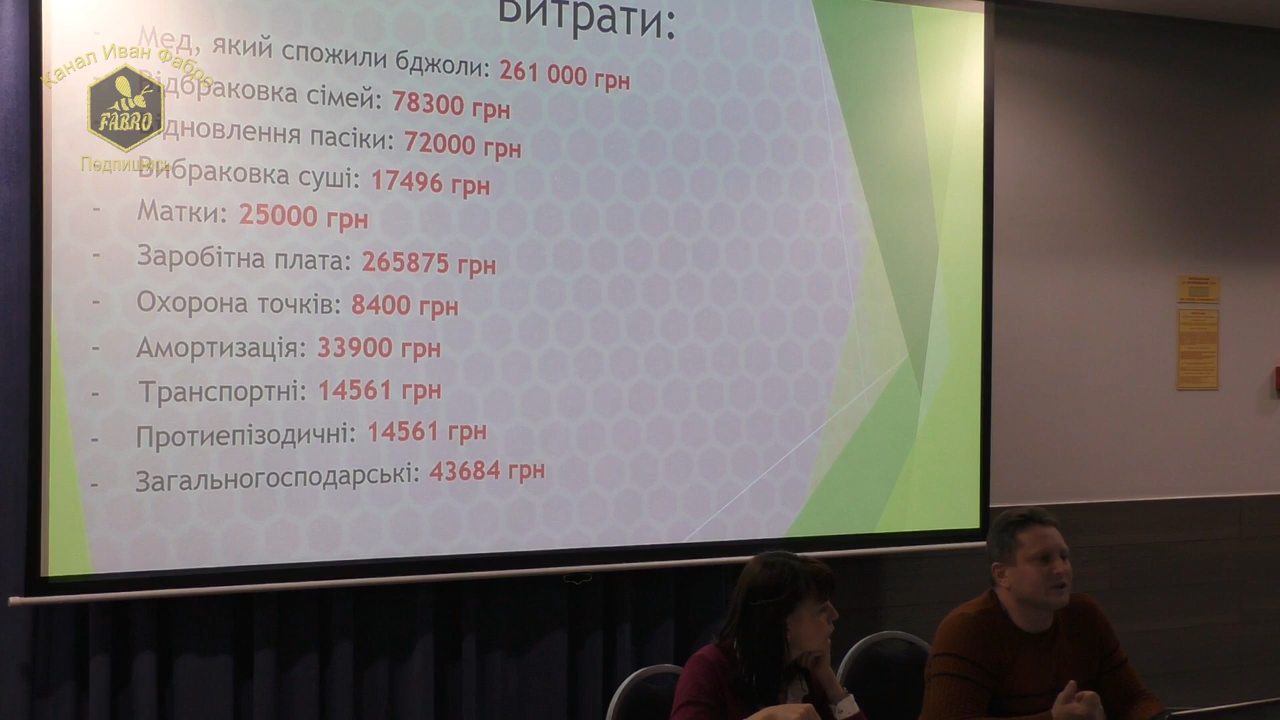 Витрати:
- Мед, який спожили бджоли: 261 000 грн
Відбраковка сімей: 78300 грн
Відновлення пасіки: 72000 грн
Вибраковка суші: 17496 грн
- Матки: 25000 грн
- Заробітна плата: 265875 грн
- Охорона точків: 8400 грн
- Амортизація: 33900 грн
- Транспортні: 14561 грн
- Протиепізодичні: 14561 грн
- Загальногосподарські: 43684 грн
Канал Иван Фабро
FABRO
Подпишись